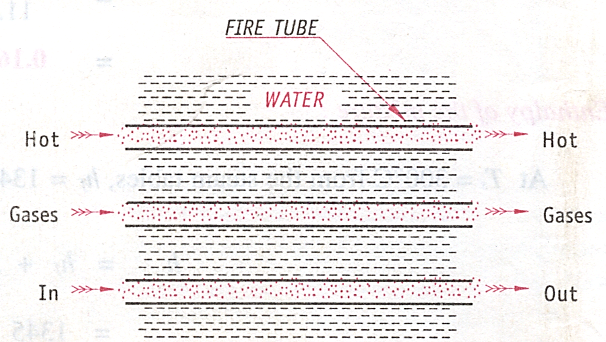 FIRE TUBE
WATER
Hot Hot
Gases Gases
In Out